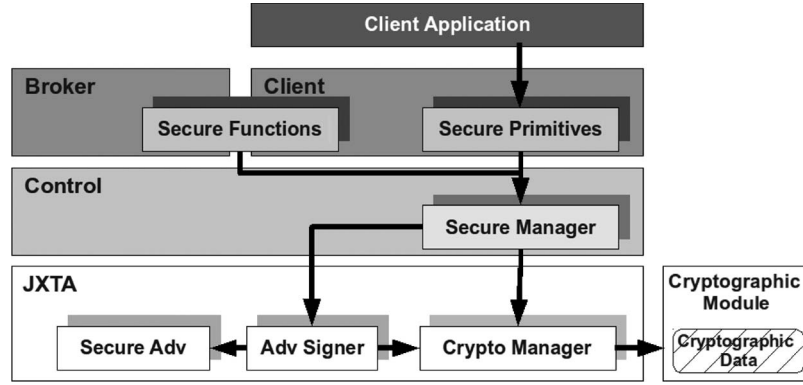 Client Application
Broker
Client
Secure Functions
Secure Primitives
Control
Secure Manager
JXTA
Secure Adv
Adv Signer
Crypto Manager
Cryptographic
Module
Cryptographic
Data